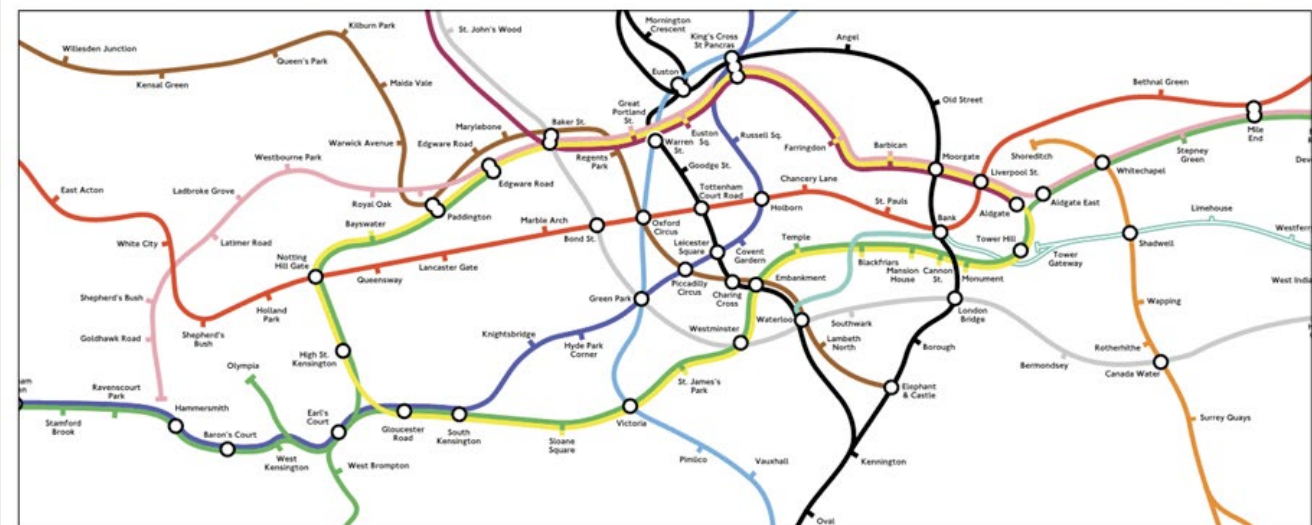 Mornington
Crescent
St. John's Wood
Kilburn Park
King's Cross
St Pancras
Angel
Willesden Junction
Queen's Park
Kensal Green
Maida Vale
Euston
Bethnal Green
Great
Portland
St.
Old Street
Baker St.
Marylebone
Euston
Sq.
Russell Sq.
Mile
End
Warwick Avenue
Edgware Road
Warren
St.
Farringdon
Barbican
Moorgate
Shoreditch
Stepney
Green
Westbourne Park
Regents
Park
Goodge St.
Liverpool St.
Whitechapel
Edgware Road
East Acton
Ladbroke Grove
Royal Oak
Tottenham
Court Road
Chancery Lane
Paddington
Holborn
St. Pauls
Aldgate
Aldgate East
Limehouse
Bayswater
Marble Arch
Bond St.
Oxford
Circus
Bank
White City
Latimer Road
Leicester
Square
Covent
Gardern
Temple
Tower Hill
Shadwell
Notting
Hill Gate
Lancaster Gate
Queensway
Blackfriars
Mansion
House
Cannon
St.
Monument
Tower
Gateway
Piccadilly
Circus
Charing
Cross
Embankment
Shepherd's Bush
Holland
Park
Green Park
Wapping
Goldhawk Road
Shepherd's
Bush
Knightsbridge
Hyde Park
Corner
Westminster
Waterloo
Southwark
London
Bridge
Lambeth
North
Borough
Rotherhithe
High St.
Kensington
Olympia
Bermondsey
Canada Water
St. James's
Park
Elephant
& Castle
Ravenscourt
Park
Hammersmith
Earl's
Court
Stamford
Brook
Baron's Court
Gloucester
Road
South
Kensington
Sloane
Square
Victoria
Surrey Quays
West
Kensington
West Brompton
Pimlico
Vauxhall
Kennington
Oval